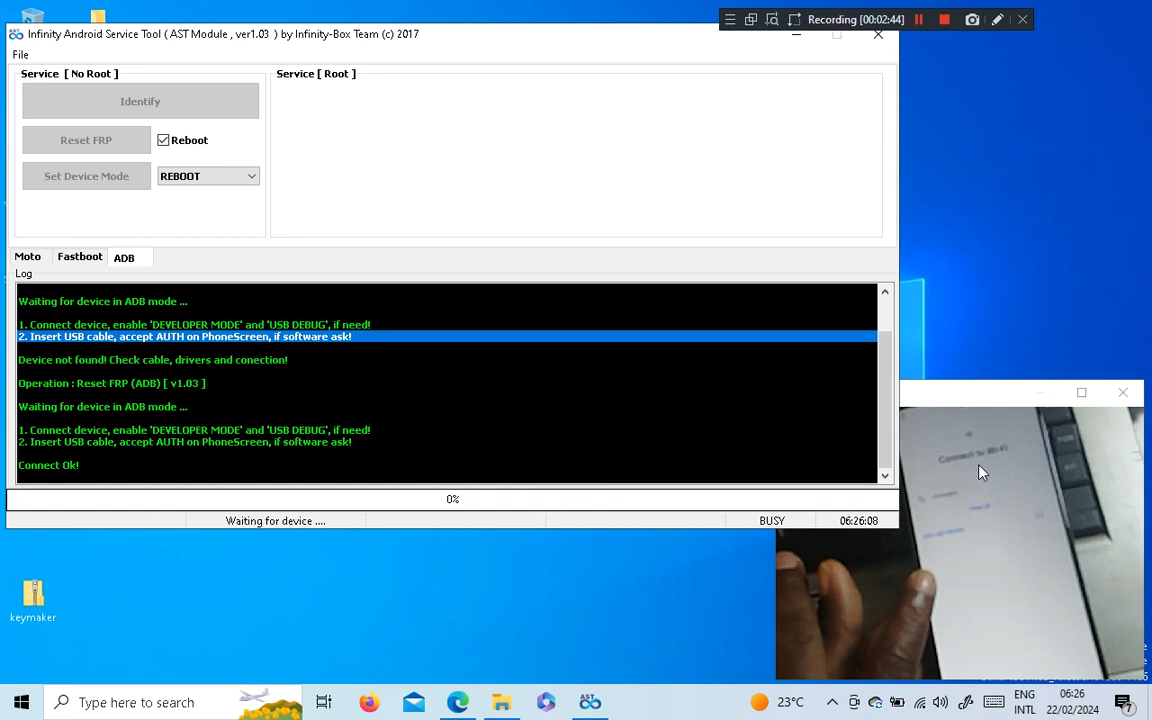 Recording [00:02:44]
Infinity Android Service Tool ( AST Module , ver1.03 ) by Infinity-Box Team (c) 2017
File
Service [ No Root ]
Service [ Root ]
Identify
Reset FRP
Reboot
Set Device Mode
REBOOT
Moto
Fastboot
ADB
Log
Waiting for device in ADB mode ...
1. Connect device, enable 'DEVELOPER MODE' and 'USB DEBUG', if need!
2. Insert USB cable, accept AUTH on PhoneScreen, if software ask!
Device not found! Check cable, drivers and conection!
Operation : Reset FRP (ADB) [ v1.03 ]
Waiting for device in ADB mode ...
1. Connect device, enable 'DEVELOPER MODE' and 'USB DEBUG', if need!
2. Insert USB cable, accept AUTH on PhoneScreen, if software ask!
Connect Ok!
0%
Waiting for device ....
BUSY
06:26:08
Connect to Wi-Fi
keymaker
Type here to search
23°C
ENG
INTL
06:26
22/02/2024
7